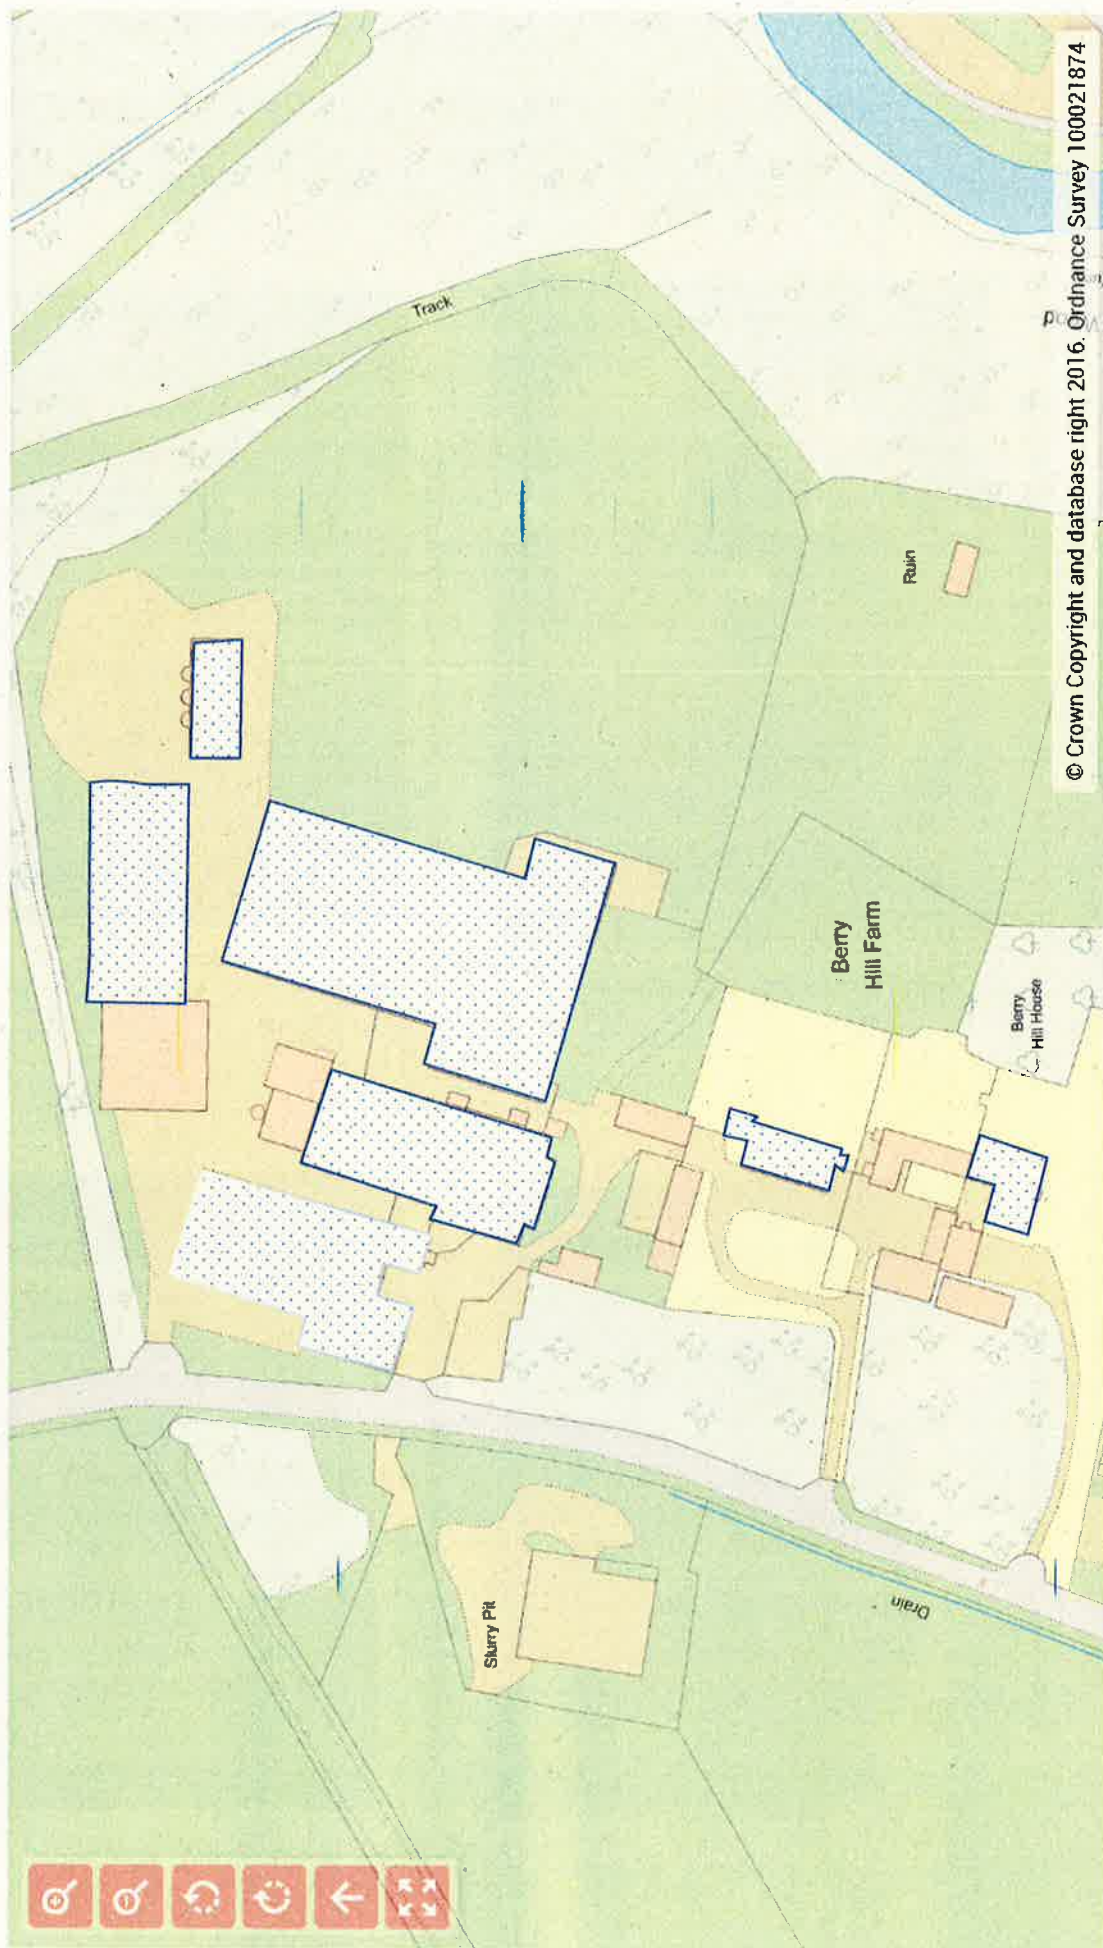 Track
Ruin
Berry
Hill Farm
Berry
Hill House
Slurry Pit
Drain
© Crown Copyright and database right 2016. Ordnance Survey 100021874